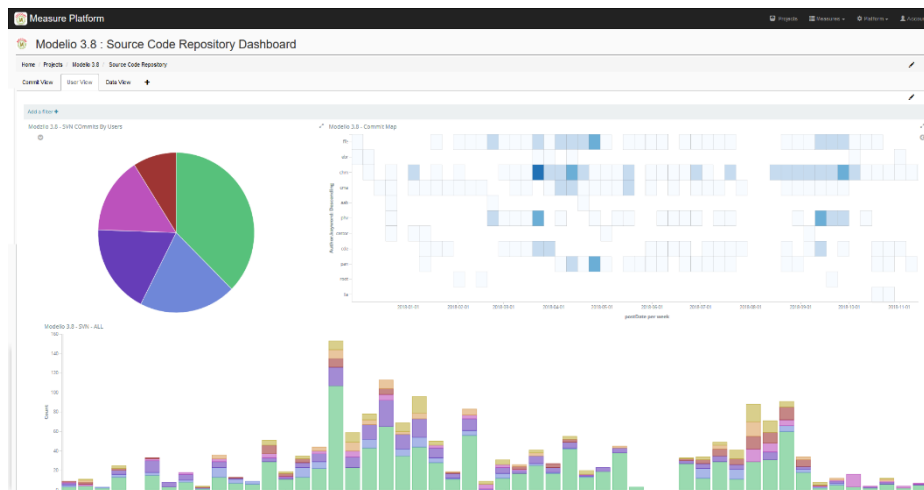 Measure Platform
Projects Measures Platform Account
Modelio 3.8 : Source Code Repository Dashboard
Home Projects Modelio 3.8 Source Code Repository
Commit View User View Data View +
Add a filter +
Modelio 3.8 - SVN COmmits By Users
Modelio 3.8 - Commit Map
Author.keyword: Descending
2018-01-01 2018-02-01 2018-03-01 2018-04-01 2018-05-01 2018-06-01 2018-07-01 2018-08-01 2018-09-01 2018-10-01 2018-11-01
postDate per week
Modelio 3.8 - SVN - ALL
160
140
120
100
80
60
40
20
0
Count